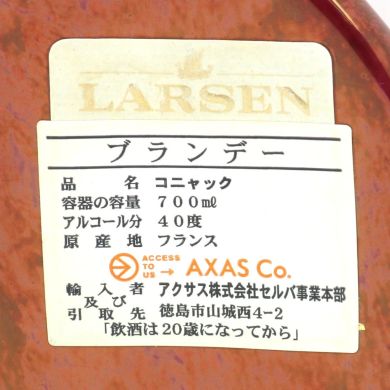 LARSEN
ブランデー
品名 コニャック
容器の容量 700㎖
アルコール分 40度
原産地 フランス
ACCESS TO US → AXAS Co.
輸入者及び引取先 アクサス株式会社セルバ事業本部
徳島市山城西4-2
「飲酒は20歳になってから」